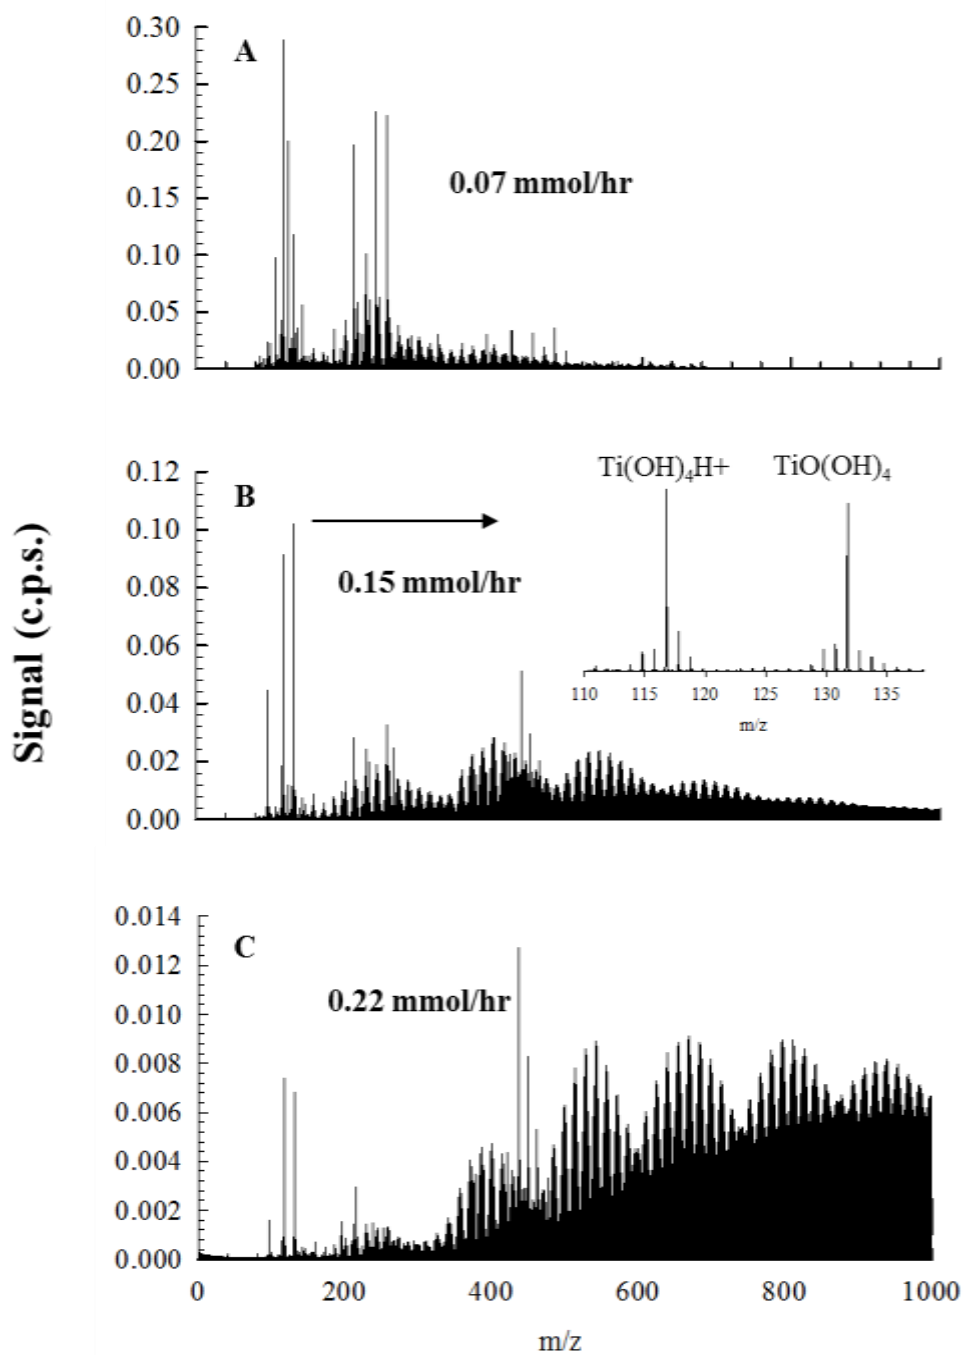 Signal (c.p.s.)
0.30
A
0.25
0.20
0.07 mmol/hr
0.15
0.10
0.05
0.00
0.12
B
Ti(OH)₄H+ TiO(OH)₄
0.10
0.15 mmol/hr
0.08
0.06
110 115 120 125 130 135
m/z
0.04
0.02
0.00
0.014
C
0.012
0.22 mmol/hr
0.010
0.008
0.006
0.004
0.002
0.000
0 200 400 600 800 1000
m/z